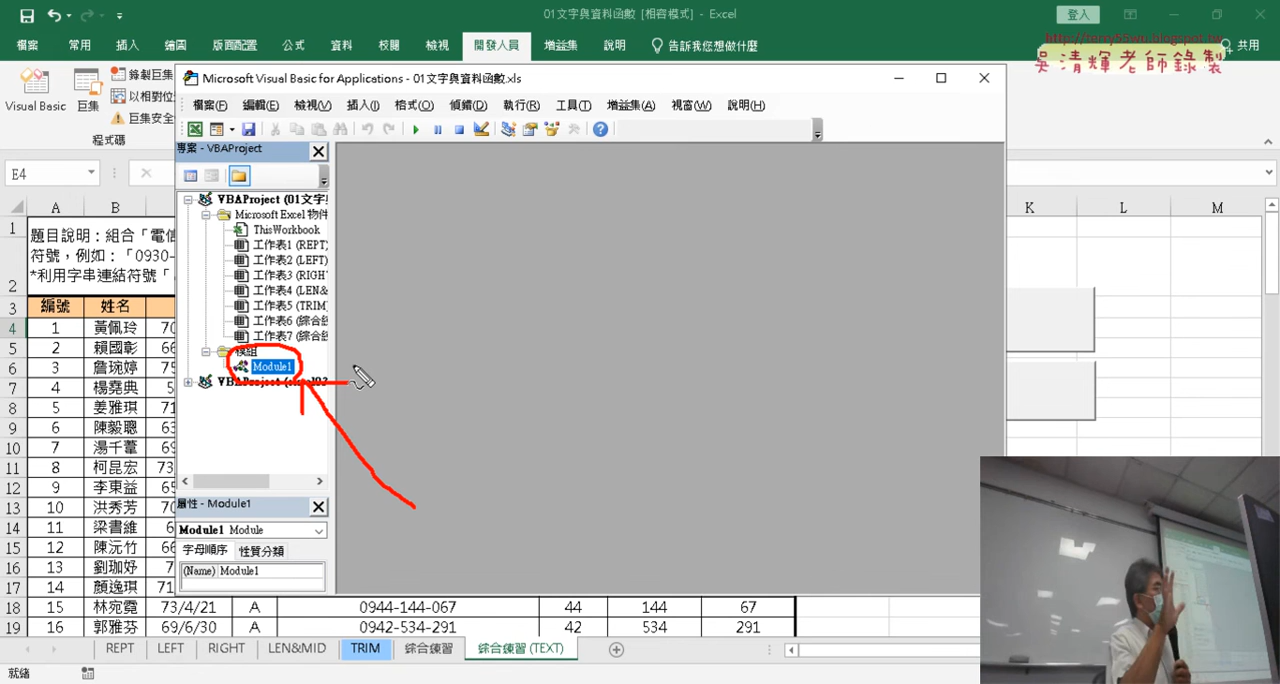 01文字與資料函數 [相容模式] - Excel
登入
檔案 常用 插入 繪圖 版面配置 公式 資料 校閱 檢視 開發人員 增益集 說明 告訴我您想做什麼 共用
http://terry55wu.blogspot.tw
吳清輝老師錄製
Visual Basic 巨集 錄製巨集
以相對位
巨集安全
程式碼
Microsoft Visual Basic for Applications - 01文字與資料函數.xls
檔案(F) 編輯(E) 檢視(V) 插入(I) 格式(O) 偵錯(D) 執行(R) 工具(T) 增益集(A) 視窗(W) 說明(H)
專案 - VBAProject
VBAProject (01文字!
Microsoft Excel 物件
ThisWorkbook
工作表1 (REPT)
工作表2 (LEFT)
工作表3 (RIGH
工作表4 (LEN&
工作表5 (TRIM)
工作表6 (綜合
工作表7 (綜合
模組
Module1
屬性 - Module1
Module1 Module
字母順序 性質分類
(Name) Module1
E4
A B K L M
1 題目說明：組合「電信
符號，例如：「0930-
2 *利用字串連結符號「
3 編號 姓名
4 1 黃佩玲 70
5 2 賴國彰 66
6 3 詹琬婷 75
7 4 楊堯典 5
8 5 姜雅琪 71
9 6 陳毅聰 63
10 7 湯千葦 69
11 8 柯昆宏 73
12 9 李東益 65
13 10 洪秀芳 70
14 11 梁書維 6
15 12 陳沅竹 66
16 13 劉珈妤 7
17 14 顏逸琪 71
18 15 林宛霓 73/4/21 A 0944-144-067 44 144 67
19 16 郭雅芬 69/6/30 A 0942-534-291 42 534 291
REPT LEFT RIGHT LEN&MID TRIM 綜合練習 綜合練習 (TEXT)
就緒